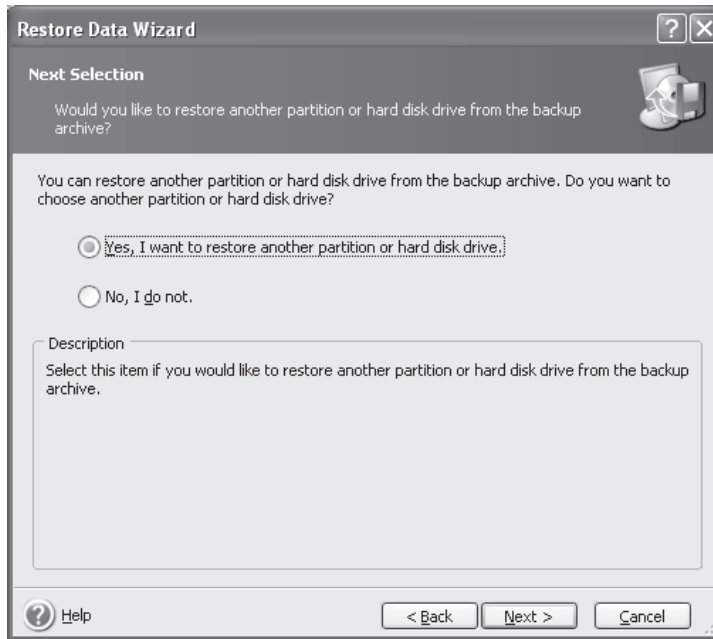 Restore Data Wizard
Next Selection
Would you like to restore another partition or hard disk drive from the backup
archive?
You can restore another partition or hard disk drive from the backup archive. Do you want to
choose another partition or hard disk drive?
Yes, I want to restore another partition or hard disk drive.
No, I do not.
Description
Select this item if you would like to restore another partition or hard disk drive from the backup
archive.
Help
< Back
Next >
Cancel